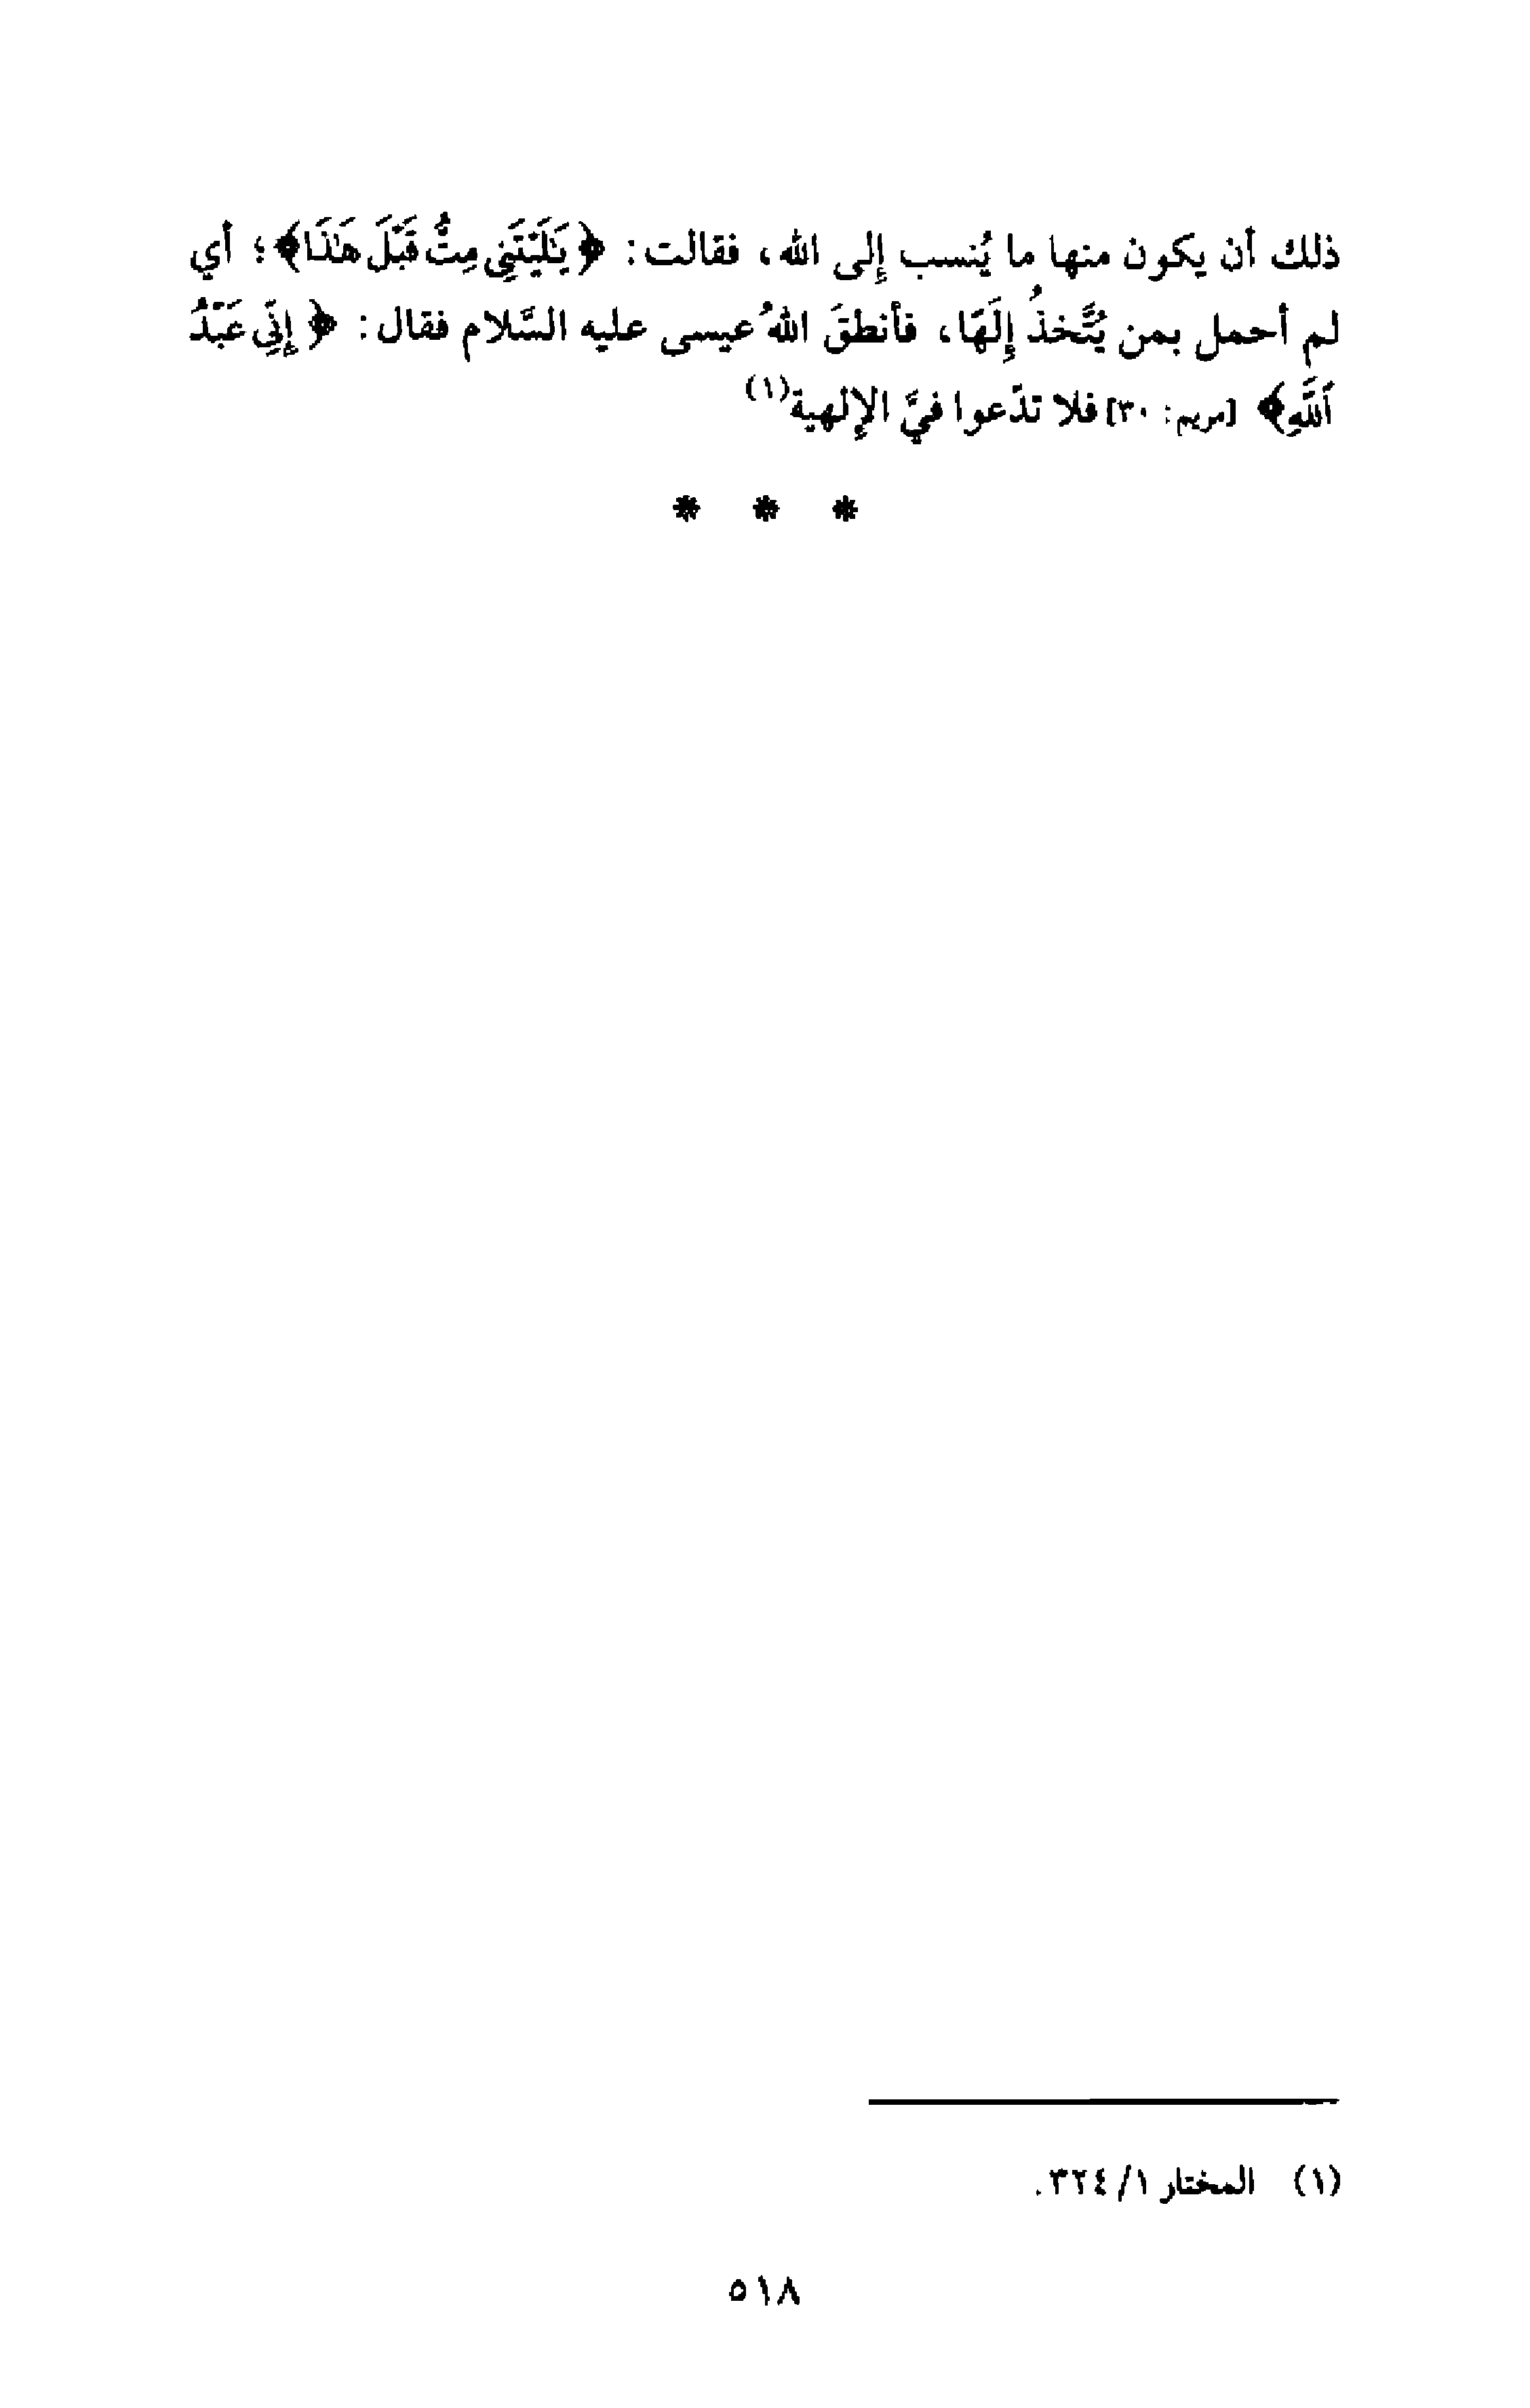 ذلك أن يكون منها ما يُنسب إلى الله، فقالت: ﴿يَٰلَيْتَنِي مِتُّ قَبْلَ هَٰذَا﴾؛ أي
لم أحمل بمن يُتَّخذُ إِلَهًا، فأنطقَ اللهُ عيسى عليه السَّلام فقال: ﴿إِنِّي عَبْدُ
ٱللَّهِ﴾ [مريم: ٣٠] فلا تدّعوا فيَّ الإلهية(١)
* * *
(١) المختار ١/ ٣٢٤.
٥١٨